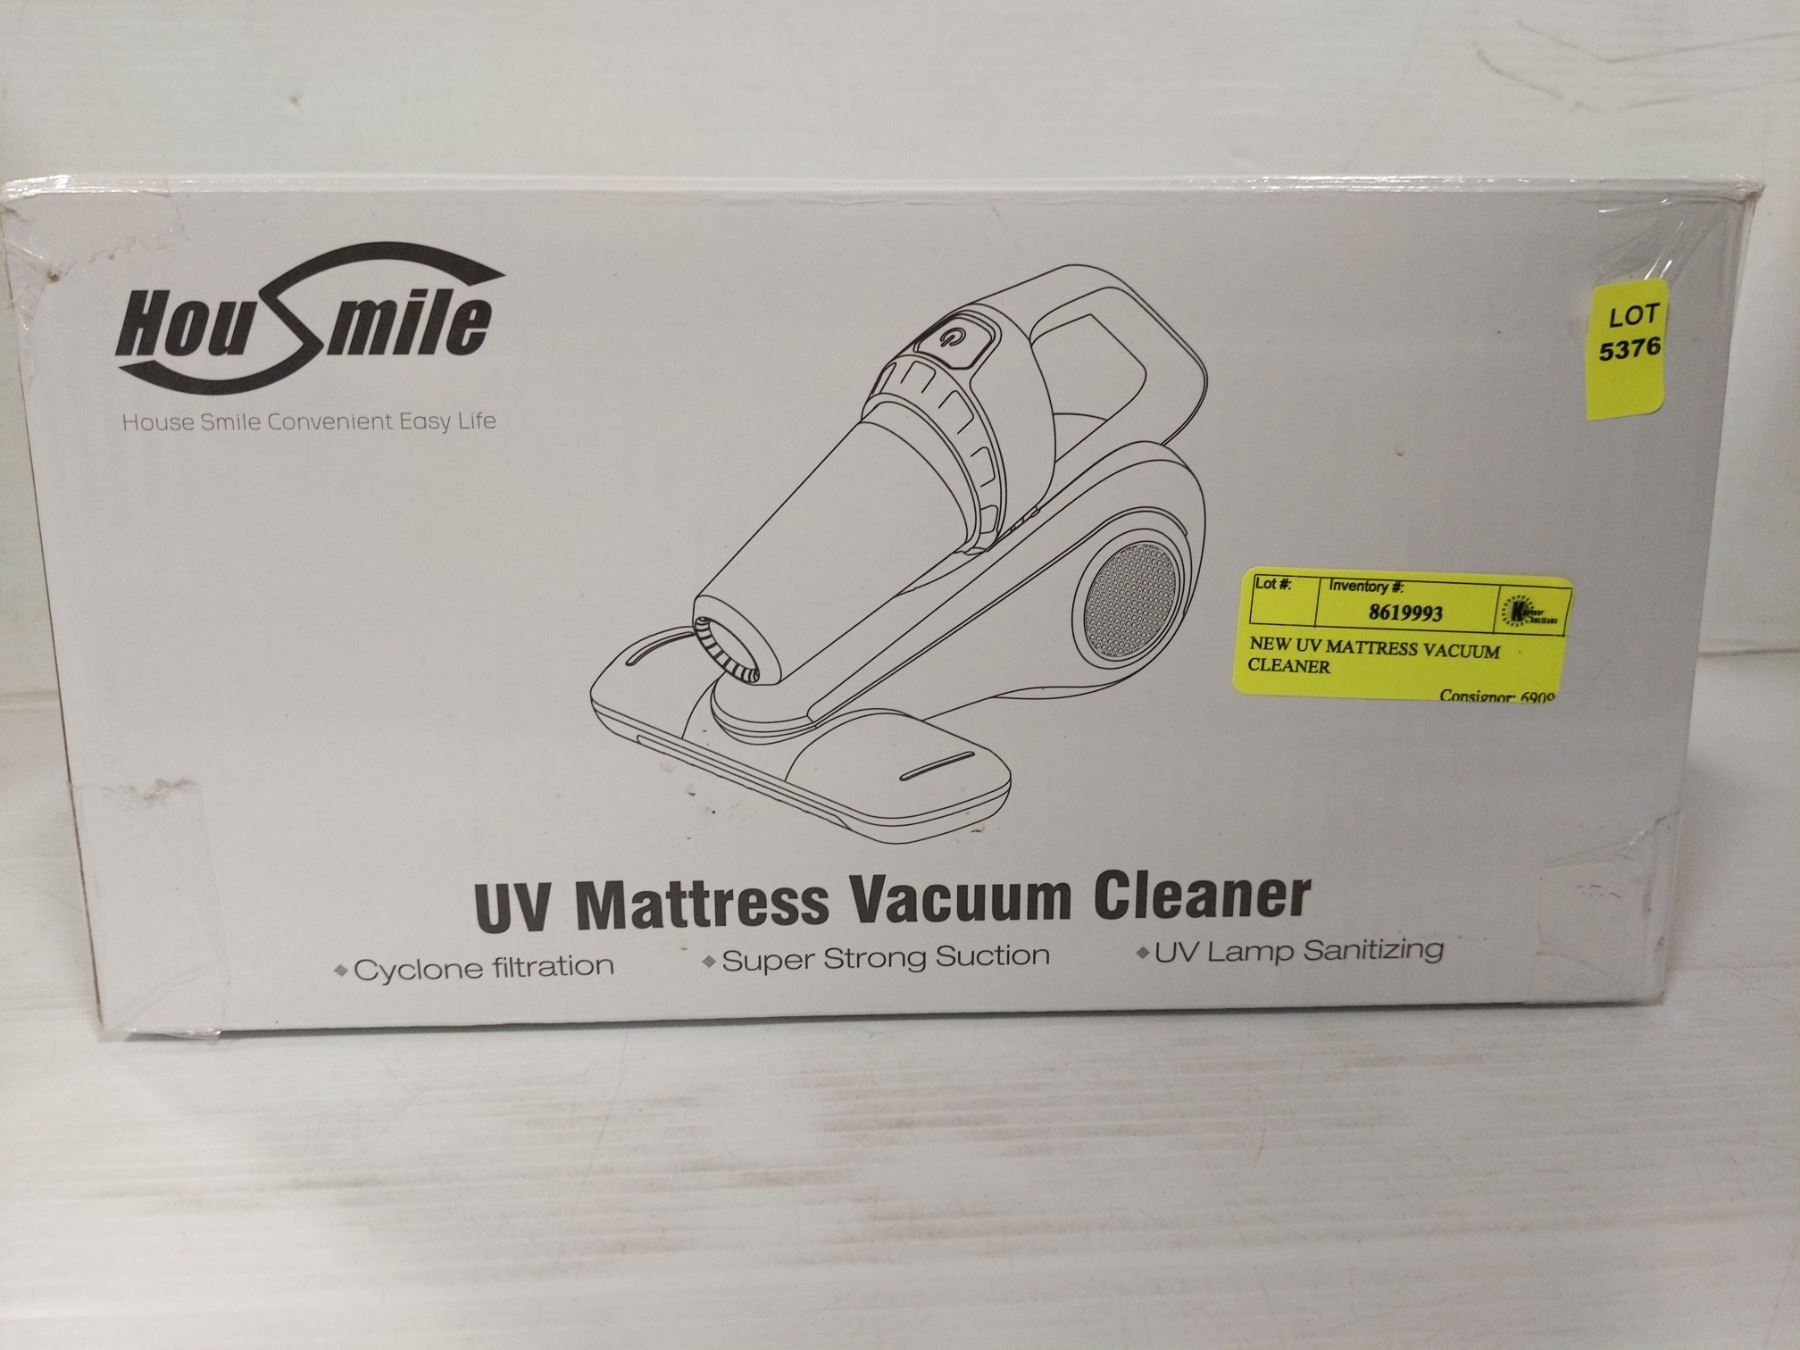 HouSmile
House Smile Convenient Easy Life
LOT
5376
Lot #:
Inventory #:
8619993
NEW UV MATTRESS VACUUM
CLEANER
Consignor:
UV Mattress Vacuum Cleaner
Cyclone filtration
Super Strong Suction
UV Lamp Sanitizing